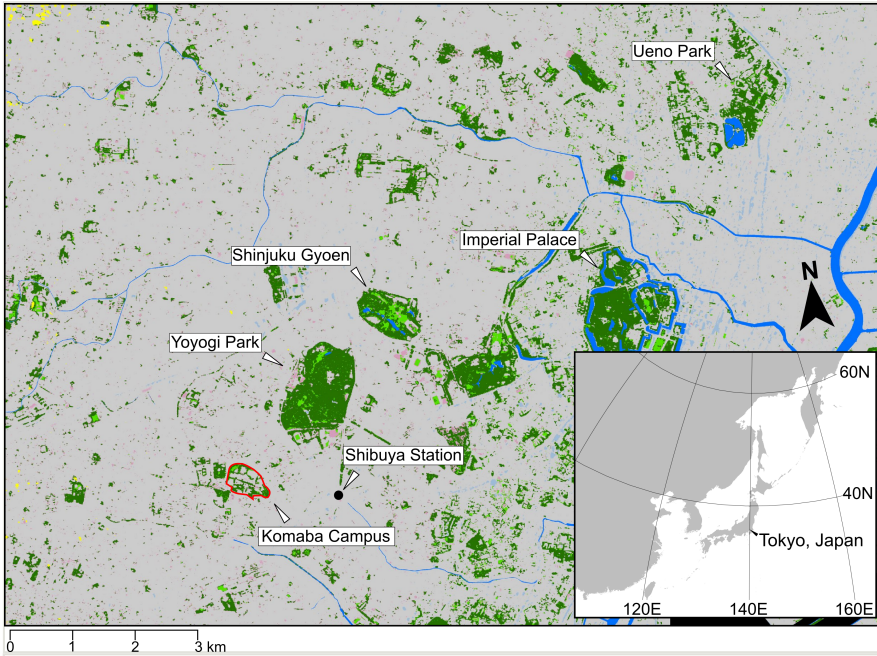 Ueno Park
Imperial Palace
Shinjuku Gyoen
N
Yoyogi Park
60N
Shibuya Station
40N
Komaba Campus
Tokyo, Japan
120E 140E 160E
0 1 2 3 km